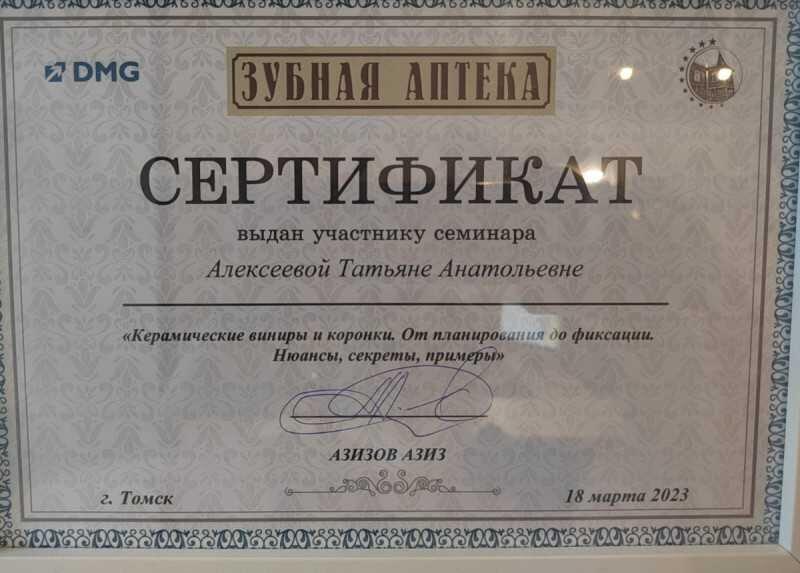 DMG
ЗУБНАЯ АПТЕКА
СЕРТИФИКАТ
выдан участнику семинара
Алексеевой Татьяне Анатольевне
«Керамические виниры и коронки. От планирования до фиксации.
Нюансы, секреты, примеры»
АЗИЗОВ АЗИЗ
г. Томск
18 марта 2023